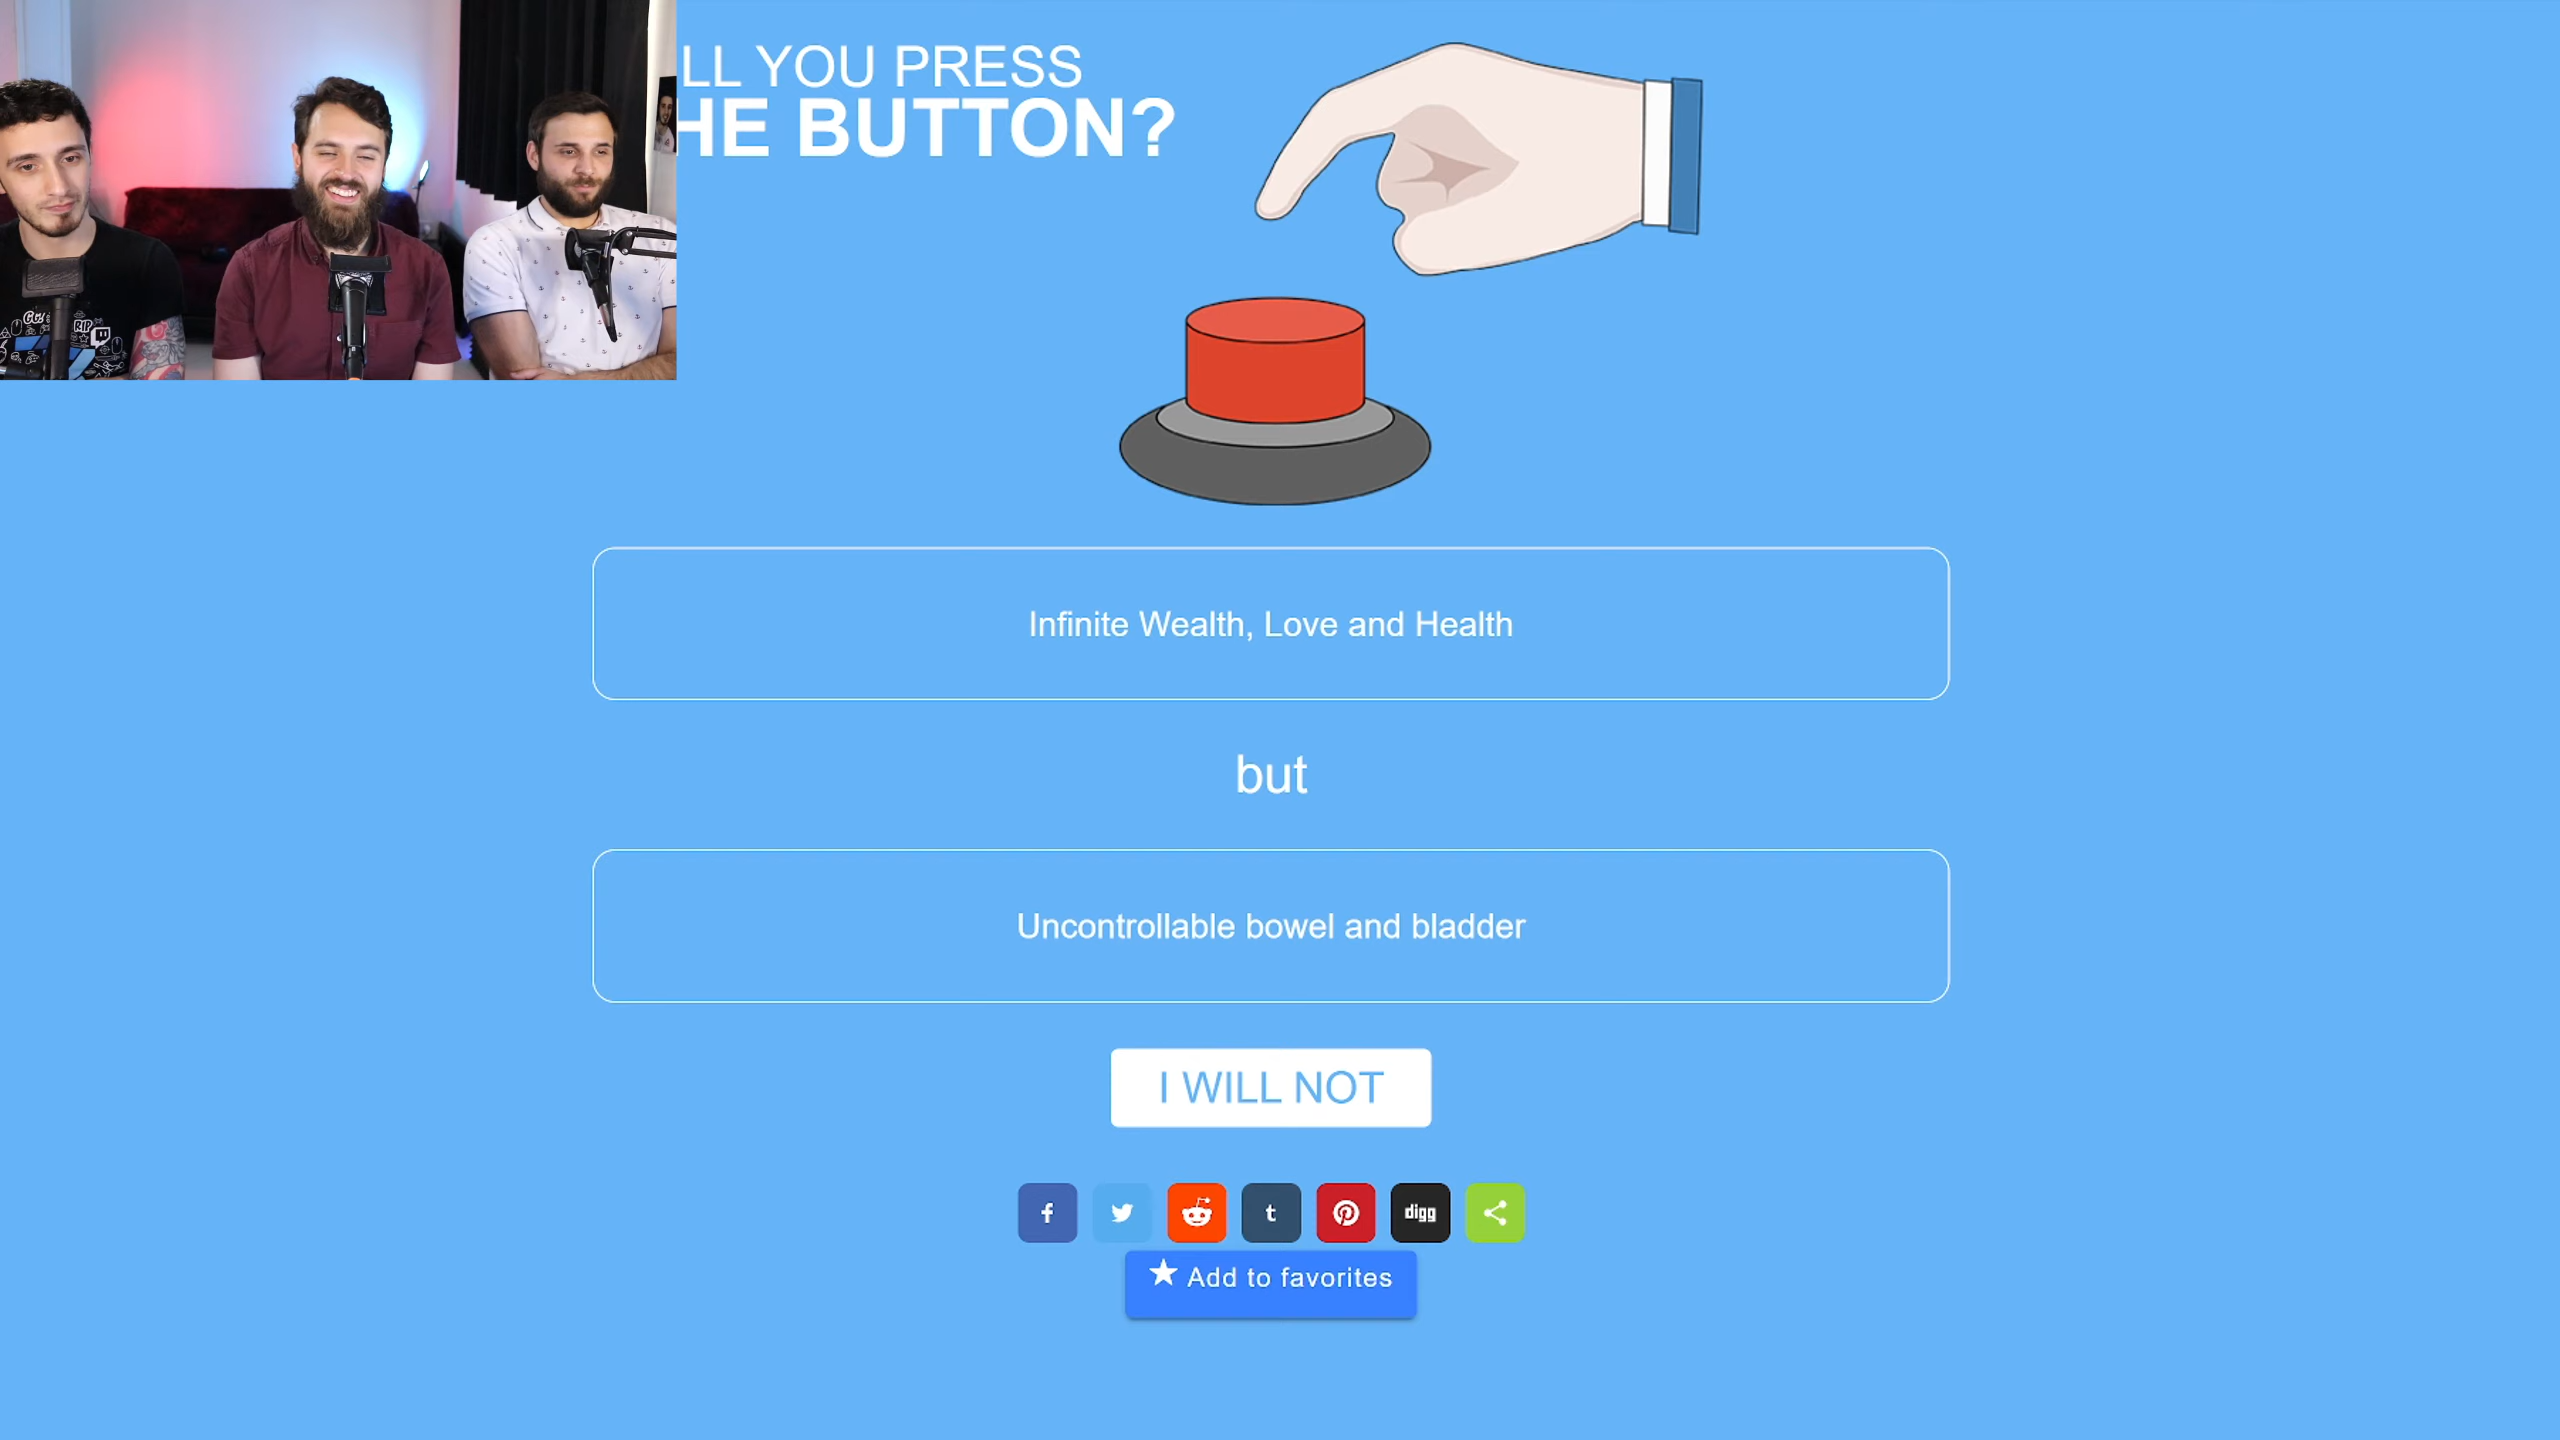 LL YOU PRESS
HE BUTTON?
Infinite Wealth, Love and Health
but
Uncontrollable bowel and bladder
I WILL NOT
f
t
digg
Add to favorites
RIP